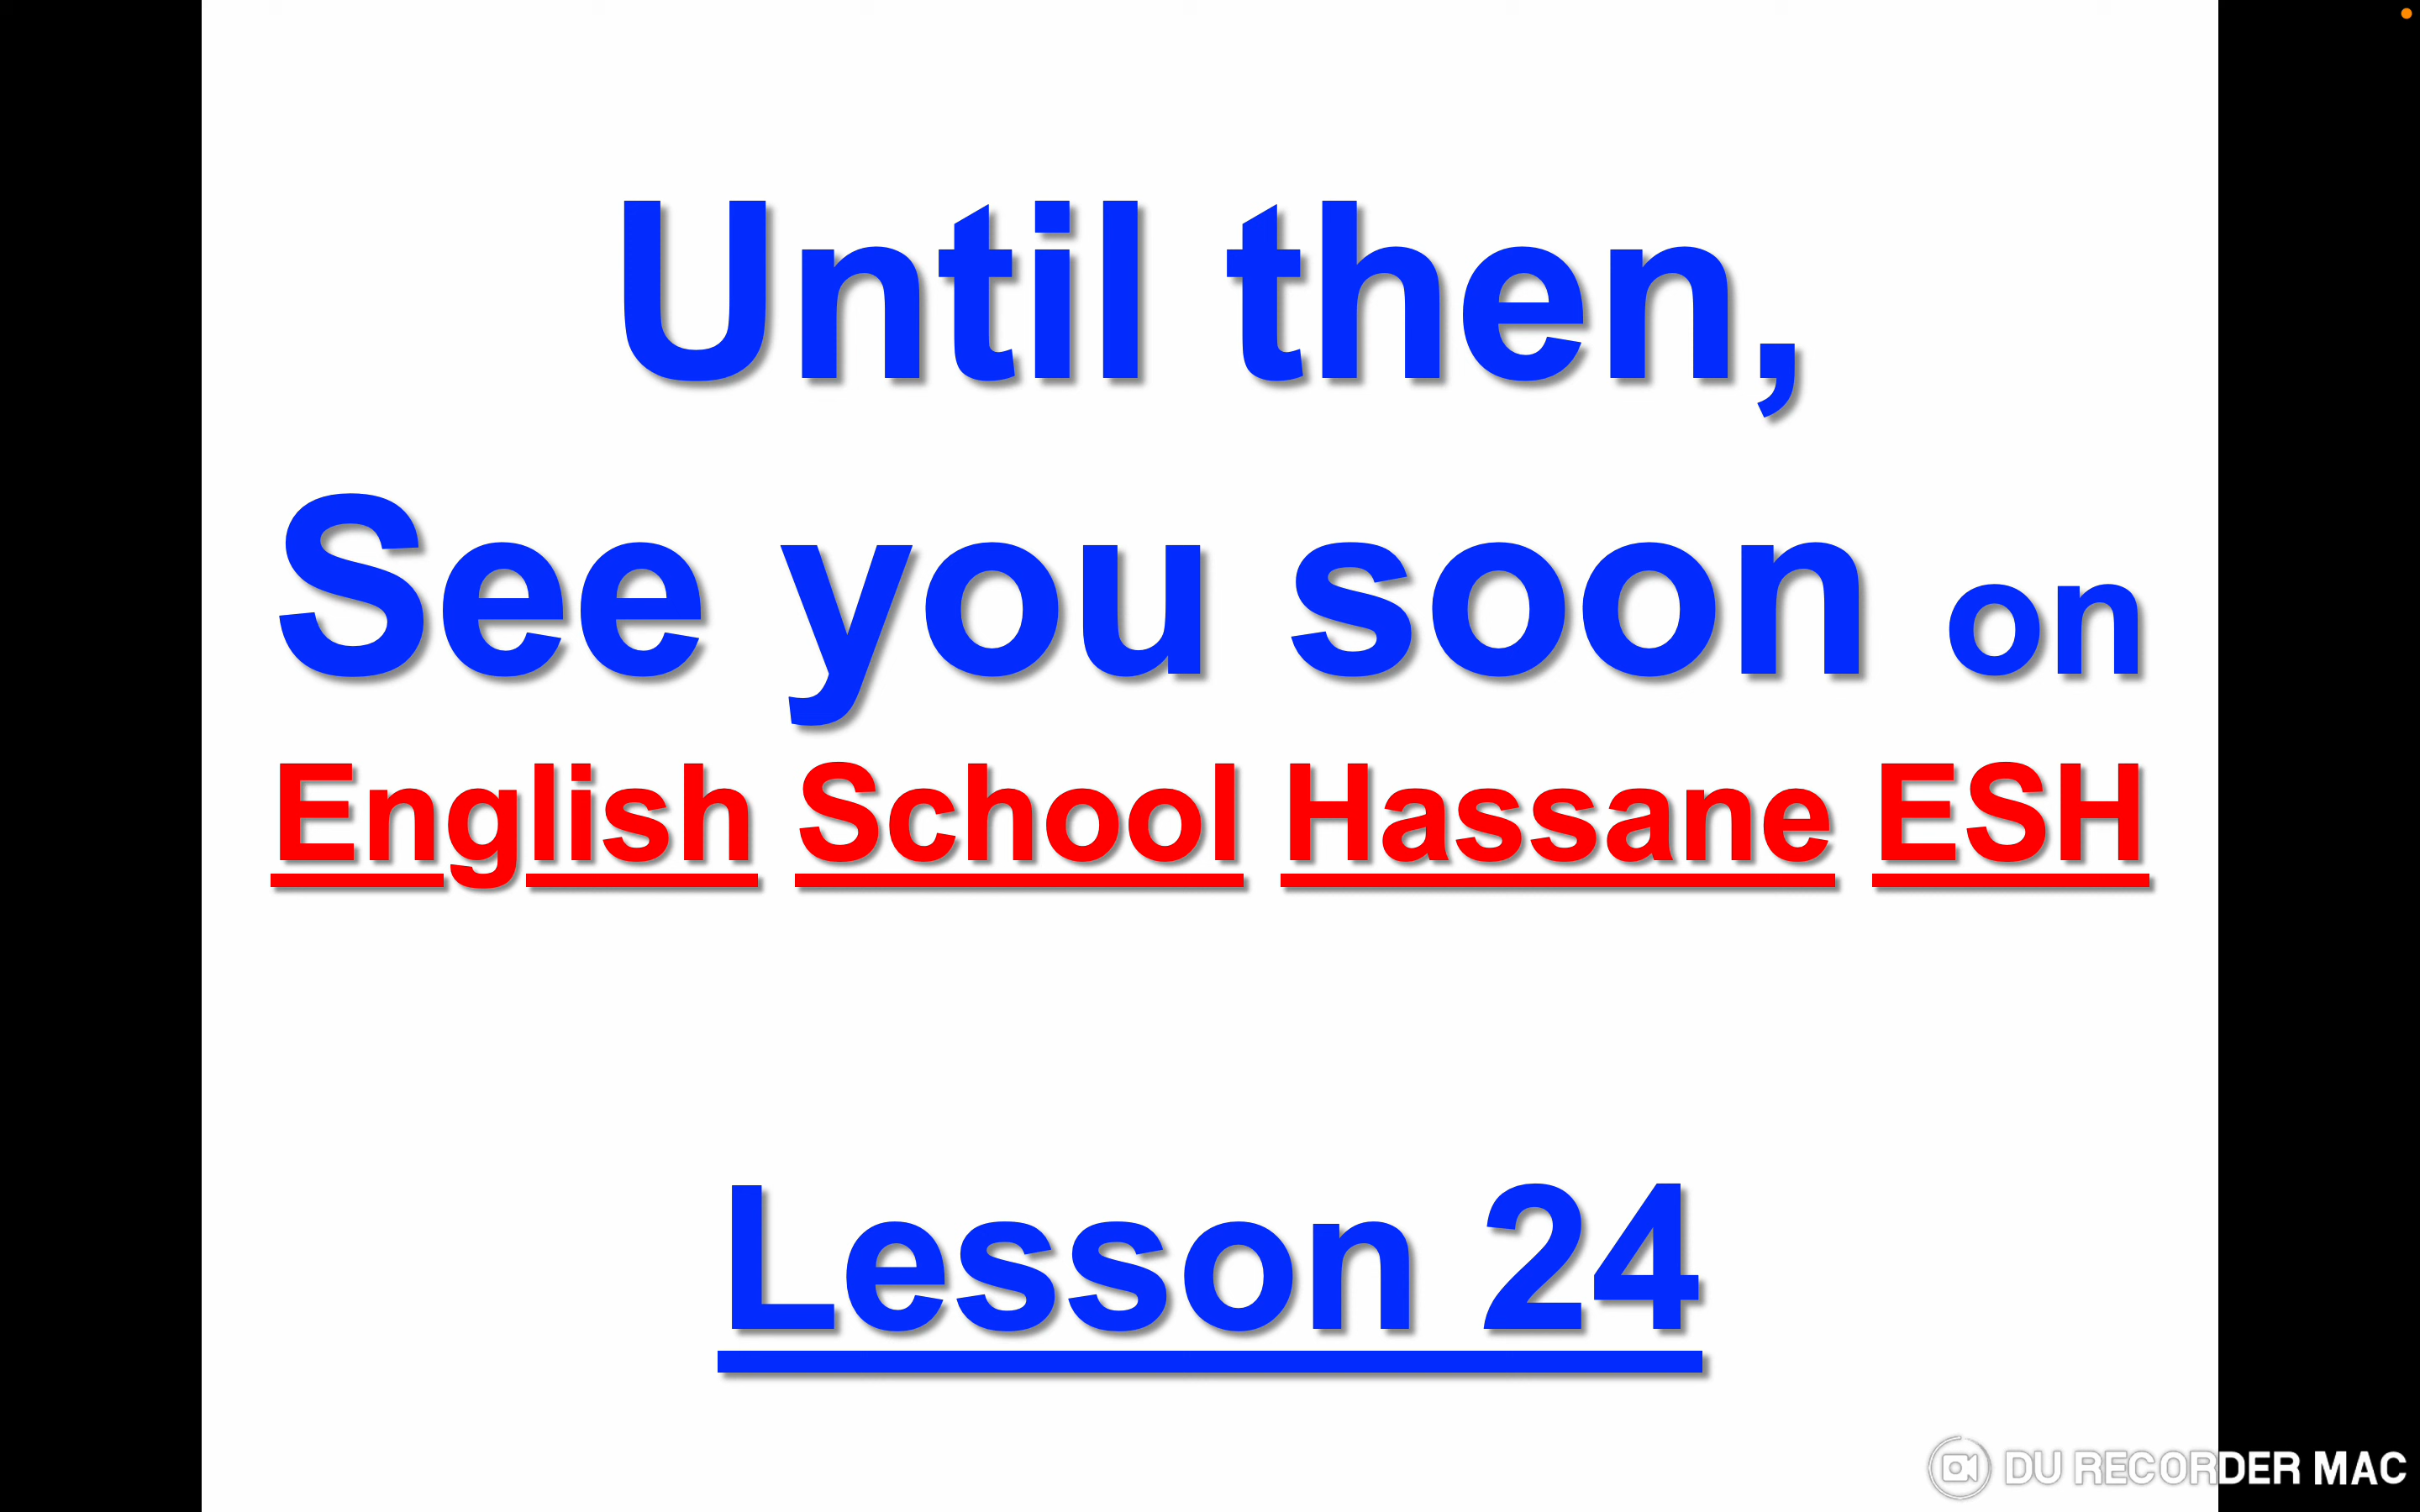 Until then,
See you soon on
English School Hassane ESH
Lesson 24
DU RECORDER MAC